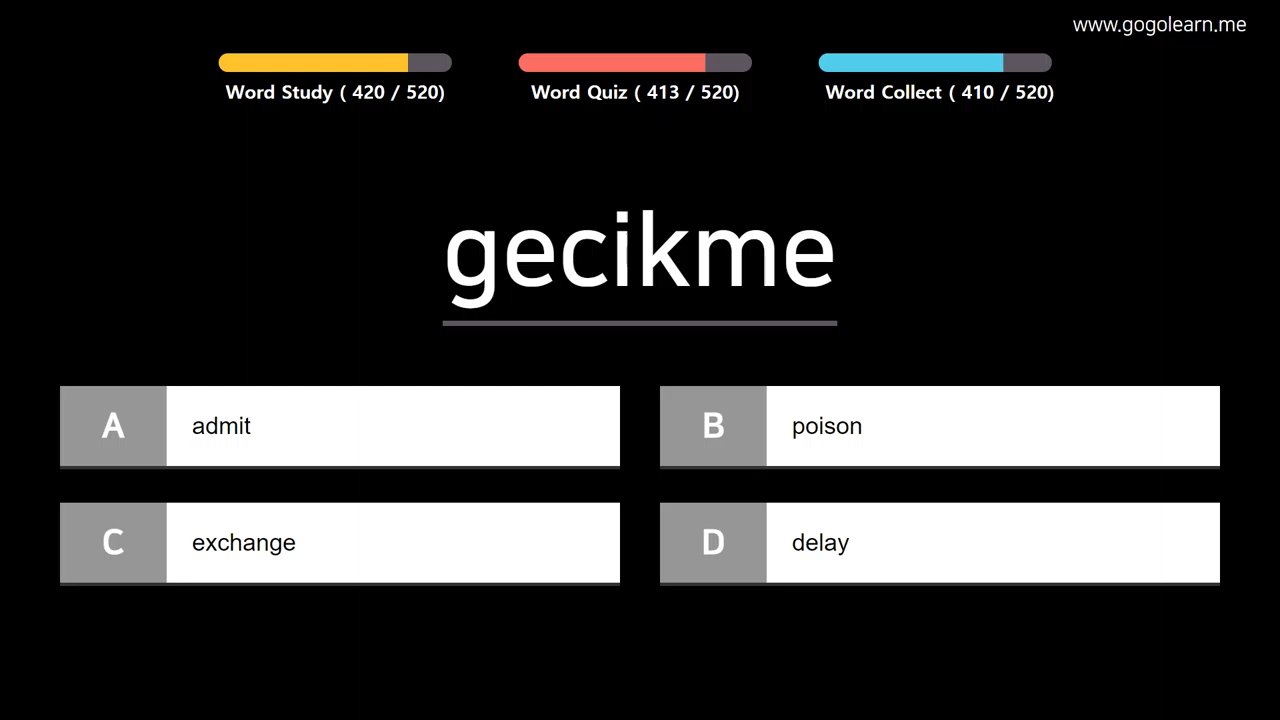 www.gogolearn.me
Word Study ( 420 / 520)
Word Quiz ( 413 / 520)
Word Collect ( 410 / 520)
gecikme
A admit
B poison
C exchange
D delay